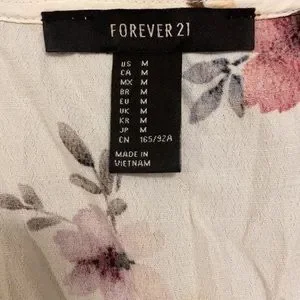 FOREVER 21
US M
CA M
MX M
BR M
EU M
UK M
KR M
JP M
CN 165/92A
MADE IN
VIETNAM